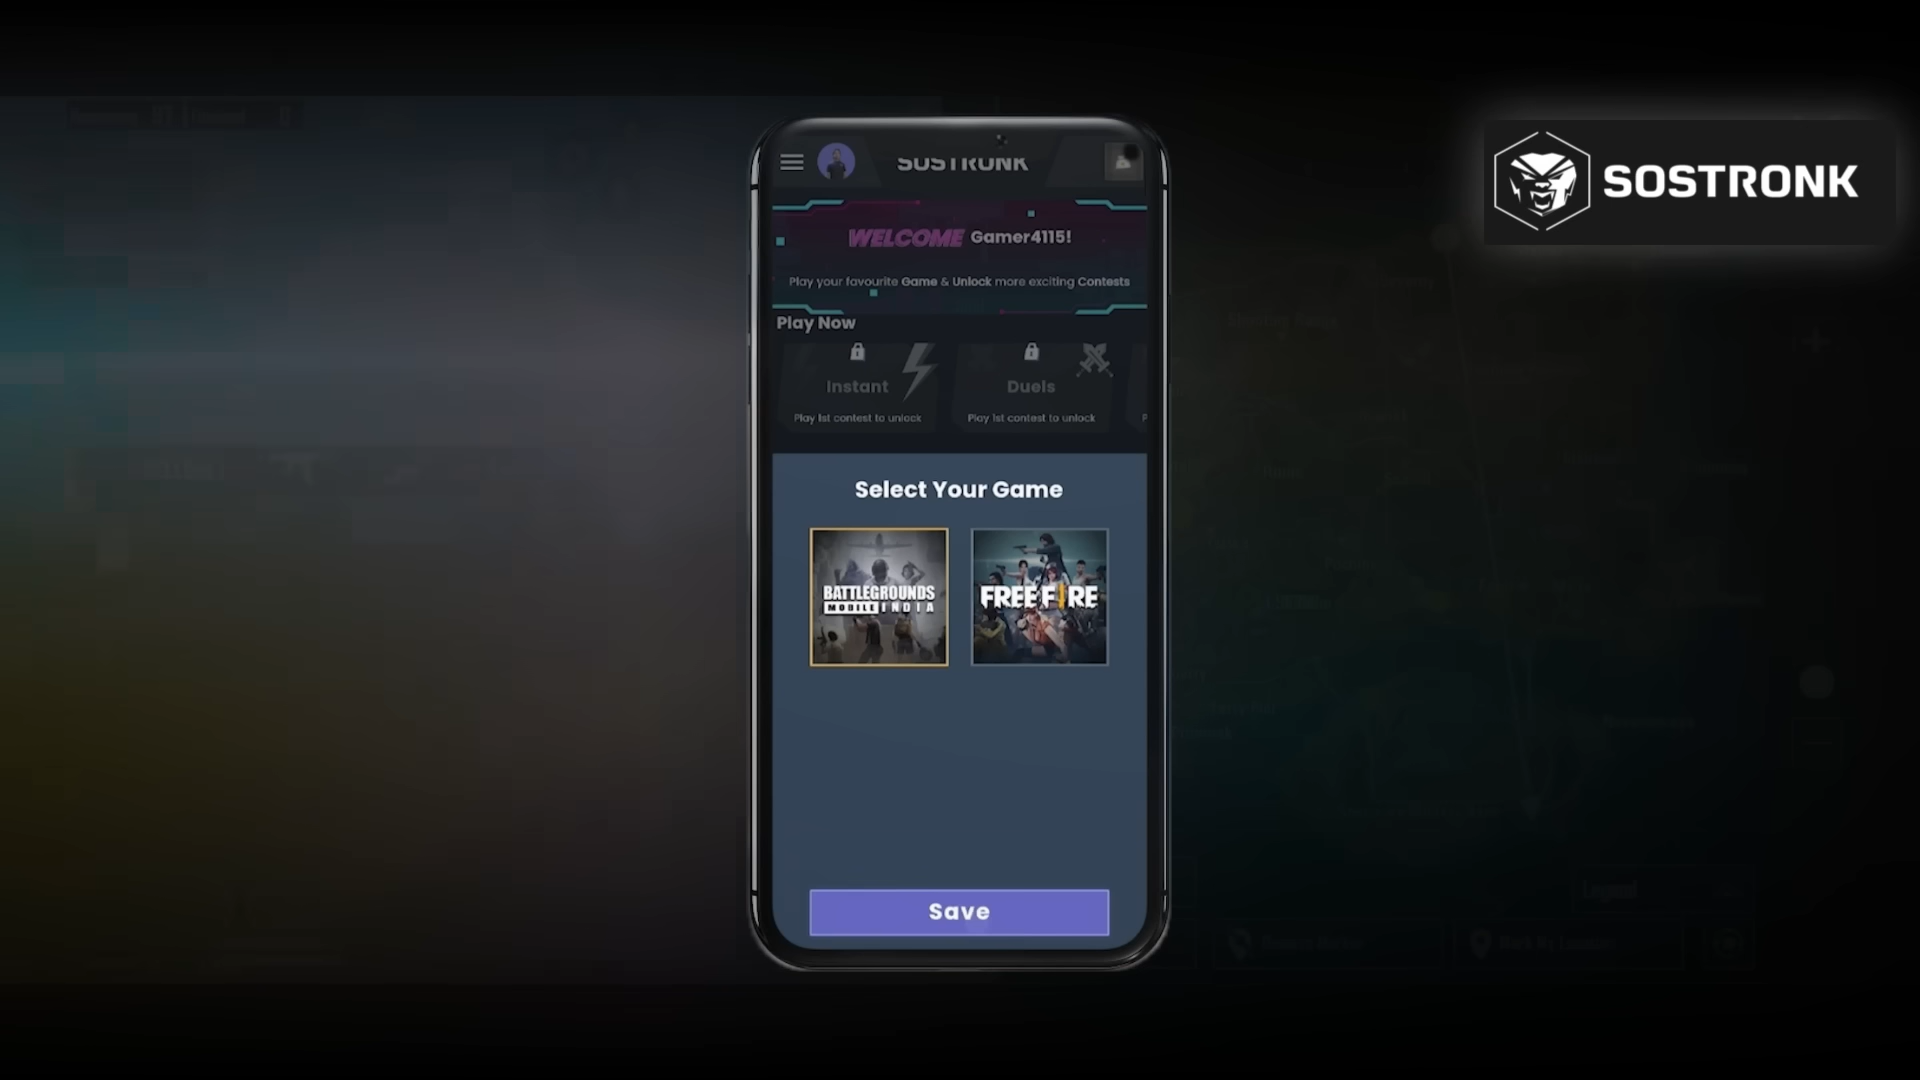 SOSTRONK
SOSTRONK
WELCOME Gamer4115!
Play your favourite Game & Unlock more exciting Contests
Play Now
Instant
Duels
Play 1st contest to unlock
Play 1st contest to unlock
P
Select Your Game
BATTLEGROUNDS
MOBILE INDIA
FREE FIRE
Save